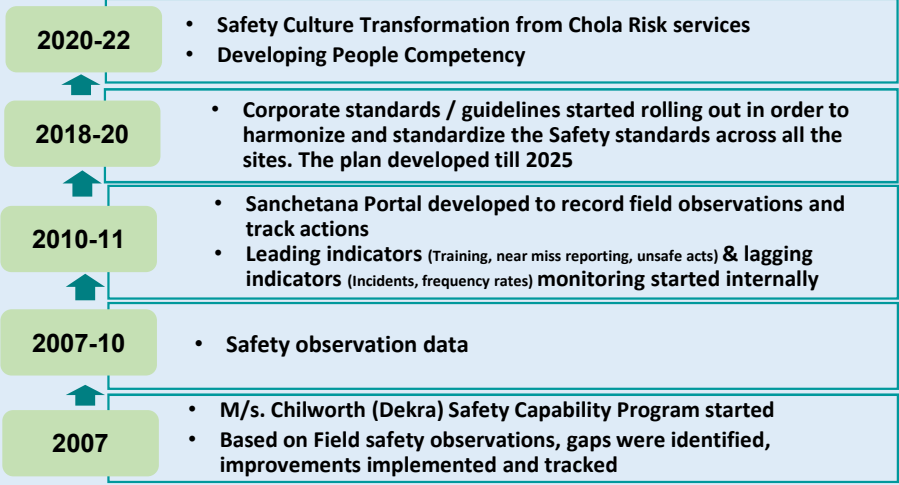 2020-22
• Safety Culture Transformation from Chola Risk services
• Developing People Competency
2018-20
• Corporate standards / guidelines started rolling out in order to
harmonize and standardize the Safety standards across all the
sites. The plan developed till 2025
2010-11
• Sanchetana Portal developed to record field observations and
track actions
• Leading indicators (Training, near miss reporting, unsafe acts) & lagging
indicators (Incidents, frequency rates) monitoring started internally
2007-10
• Safety observation data
2007
• M/s. Chilworth (Dekra) Safety Capability Program started
• Based on Field safety observations, gaps were identified,
improvements implemented and tracked